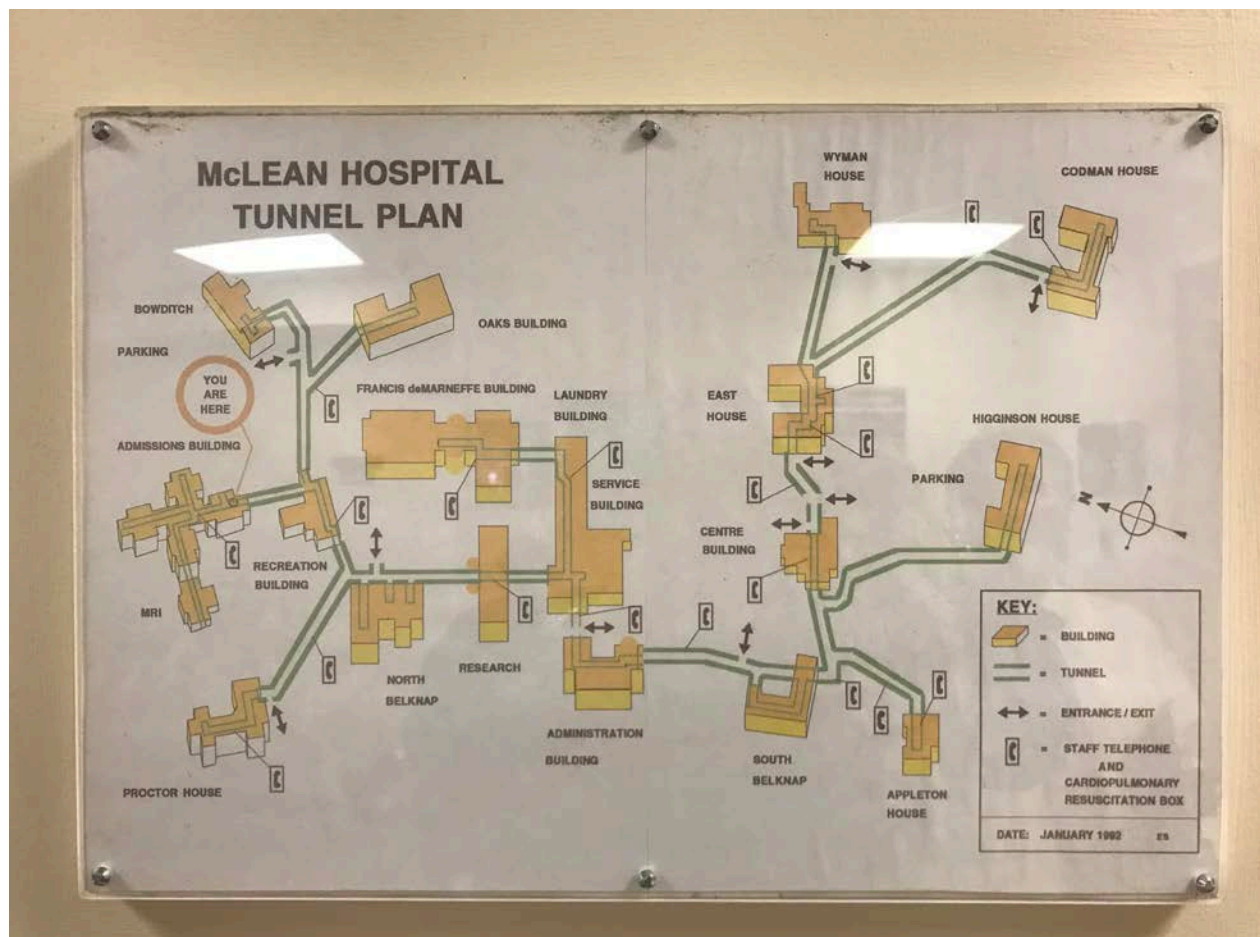 McLEAN HOSPITAL
TUNNEL PLAN
BOWDITCH
PARKING
YOU
ARE
HERE
ADMISSIONS BUILDING
OAKS BUILDING
FRANCIS deMARNEFFE BUILDING
LAUNDRY
BUILDING
SERVICE
BUILDING
RECREATION
BUILDING
MRI
NORTH
BELKNAP
RESEARCH
PROCTOR HOUSE
ADMINISTRATION
BUILDING
WYMAN
HOUSE
CODMAN HOUSE
EAST
HOUSE
HIGGINSON HOUSE
PARKING
CENTRE
BUILDING
SOUTH
BELKNAP
APPLETON
HOUSE
N
KEY:
= BUILDING
= TUNNEL
= ENTRANCE / EXIT
= STAFF TELEPHONE
AND
CARDIOPULMONARY
RESUSCITATION BOX
DATE: JANUARY 1992 ES